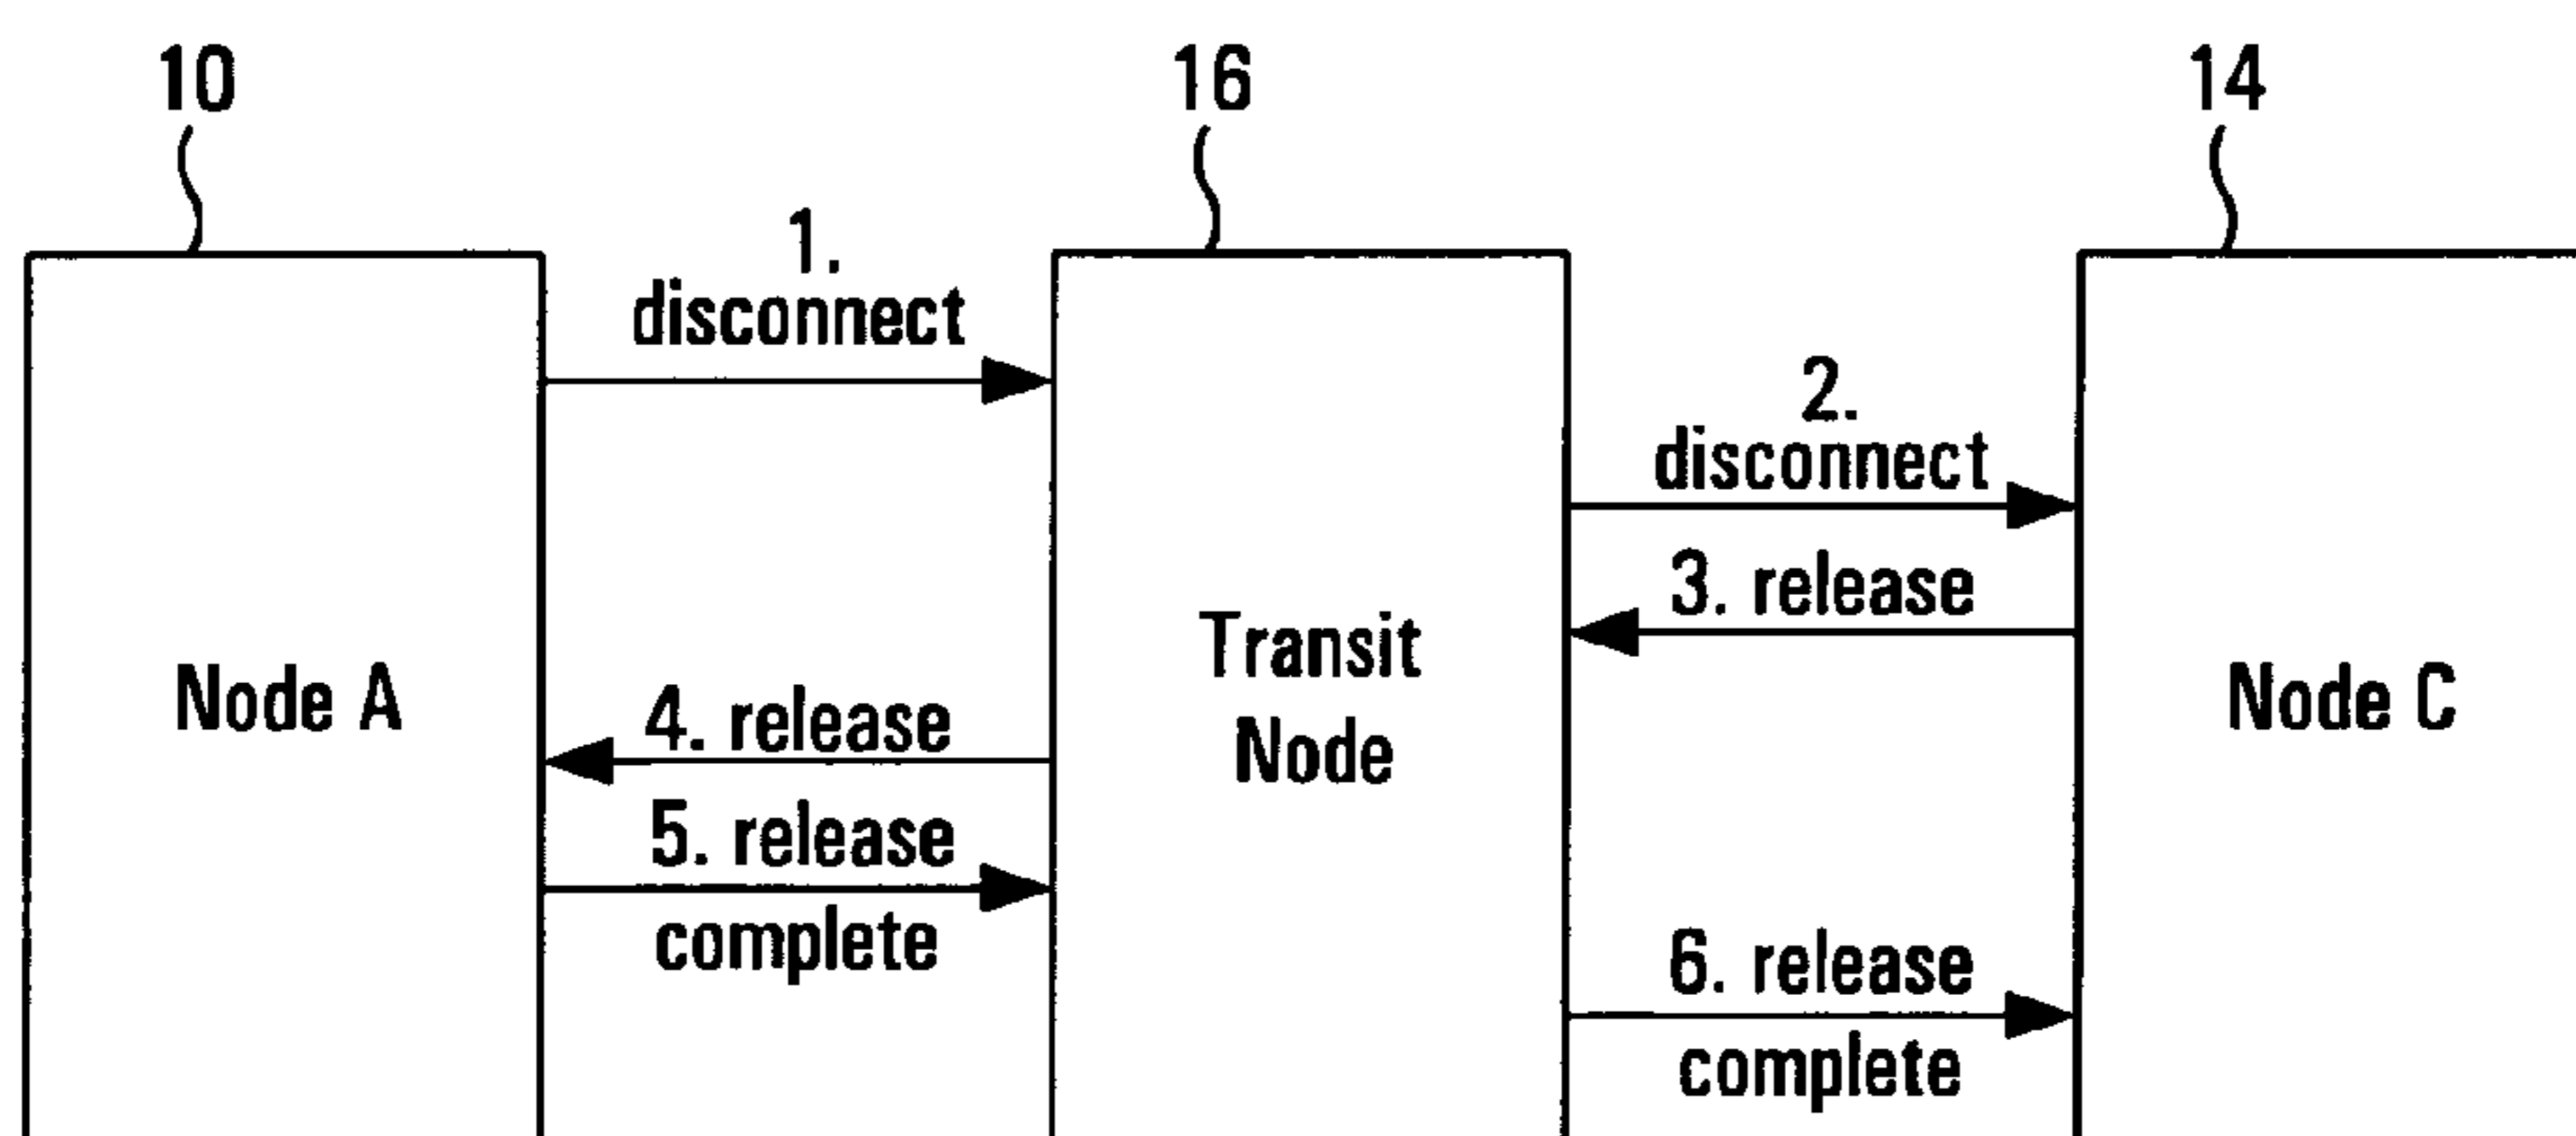 10
16
14
1.
disconnect
2.
disconnect
3. release
Node A
Transit
Node
Node C
4. release
5. release
complete
6. release
complete